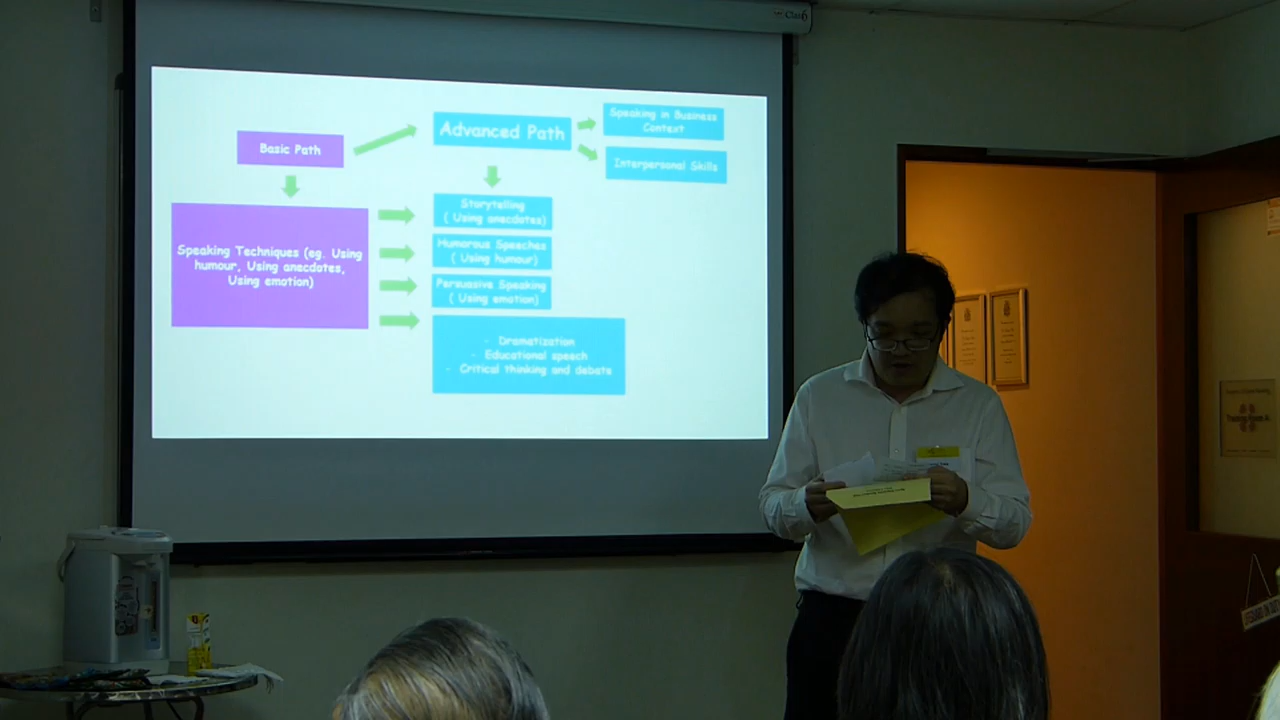 Basic Path
Advanced Path
Speaking in Business
Context
Interpersonal Skills
Speaking Techniques (eg. Using
humour, Using anecdotes,
Using emotion)
Storytelling
( Using anecdotes)
Humorous Speeches
( Using humour)
Persuasive Speaking
( Using emotion)
- Dramatization
- Educational speech
- Critical thinking and debate